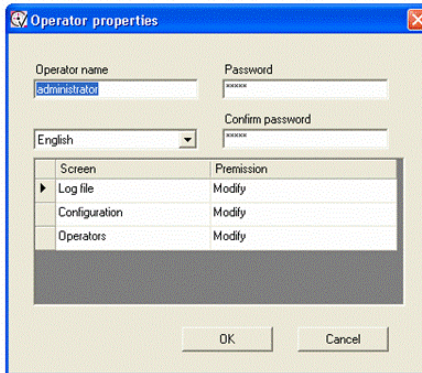 Operator properties
Operator name
Password
administrator
*****
Confirm password
English
*****
Screen
Premission
Log file
Modify
Configuration
Modify
Operators
Modify
OK
Cancel